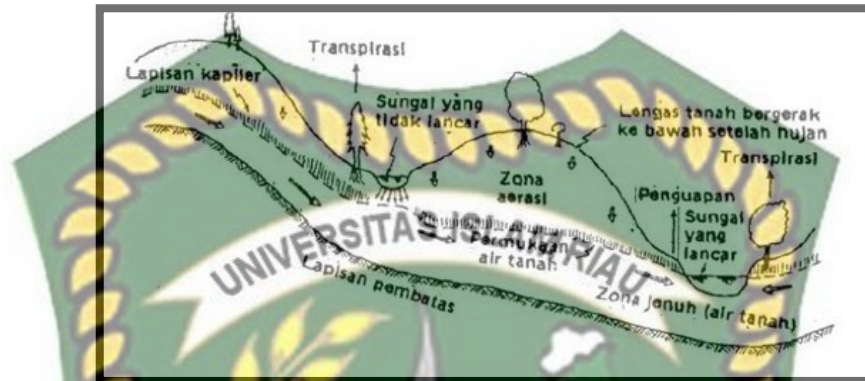 Transpirasi
Lapisan kapiler
Sungai yang
tidak lancar
Lengas tanah bergerak
ke bawah setelah hujan
Transpirasi
Zona
aerasi
Penguapan
Sungai
yang
lancar
Permukaan
air tanah
UNIVERSITAS ISLAM RIAU
Lapisan pembatas
Zona jenuh (air tanah)